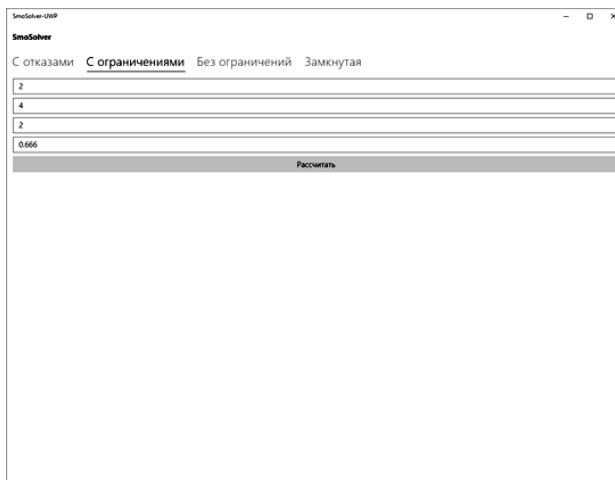 SmoSolver-UWP
SmoSolver
С отказами С ограничениями Без ограничений Замкнутая
2
4
2
0.666
Рассчитать